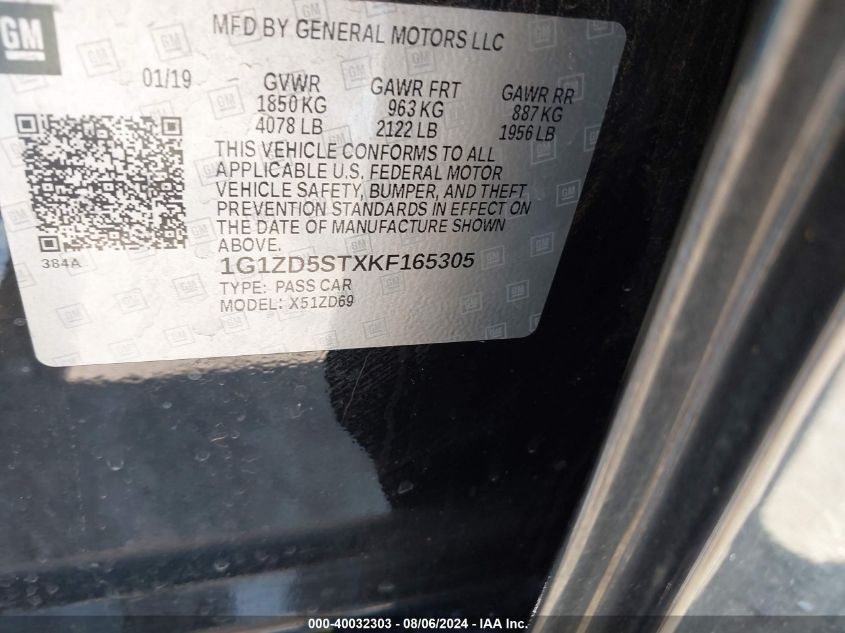 GM
MFD BY GENERAL MOTORS LLC
01/19 GVWR GAWR FRT GAWR RR
1850 KG 963 KG 887 KG
4078 LB 2122 LB 1956 LB
THIS VEHICLE CONFORMS TO ALL
APPLICABLE U.S. FEDERAL MOTOR
VEHICLE SAFETY, BUMPER, AND THEFT
PREVENTION STANDARDS IN EFFECT ON
THE DATE OF MANUFACTURE SHOWN
ABOVE.
384A
1G1ZD5STXKF165305
TYPE: PASS CAR
MODEL: X51ZD69
000-40032303 - 08/06/2024 - IAA Inc.